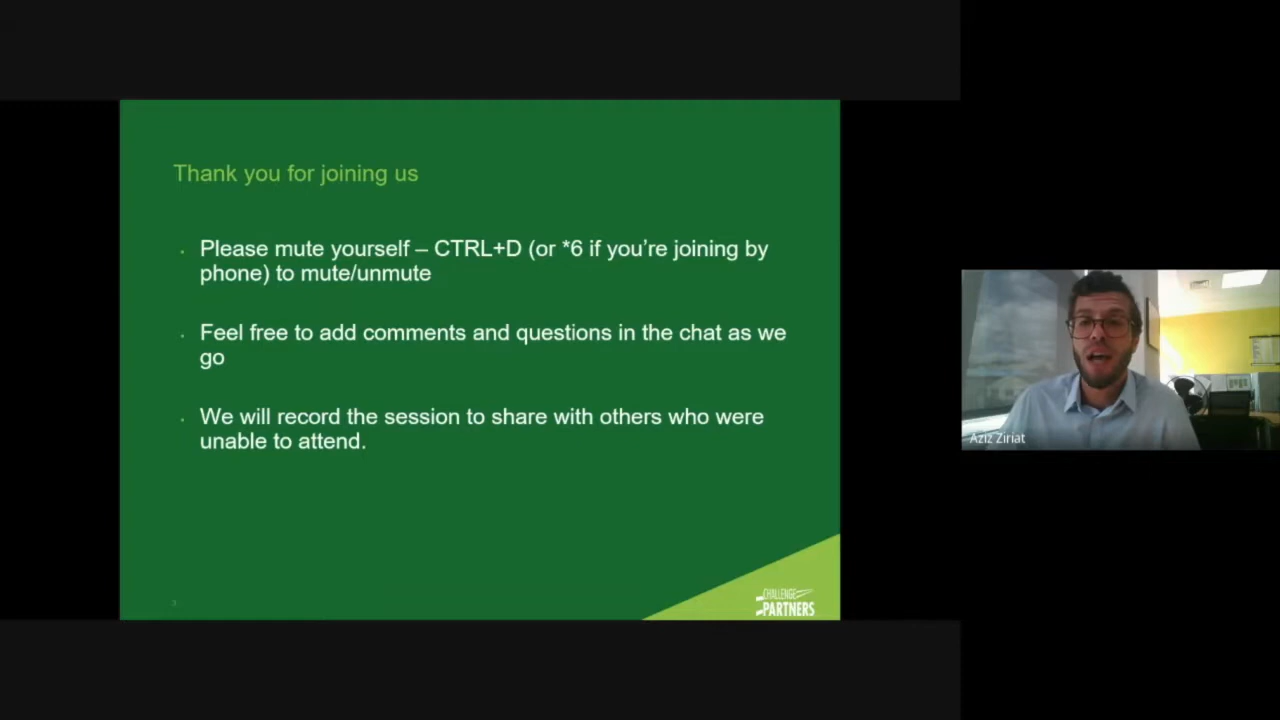 Thank you for joining us
Please mute yourself – CTRL+D (or *6 if you’re joining by
phone) to mute/unmute
Feel free to add comments and questions in the chat as we
go
We will record the session to share with others who were
unable to attend.
3
CHALLENGE
PARTNERS
Aziz Ziriat